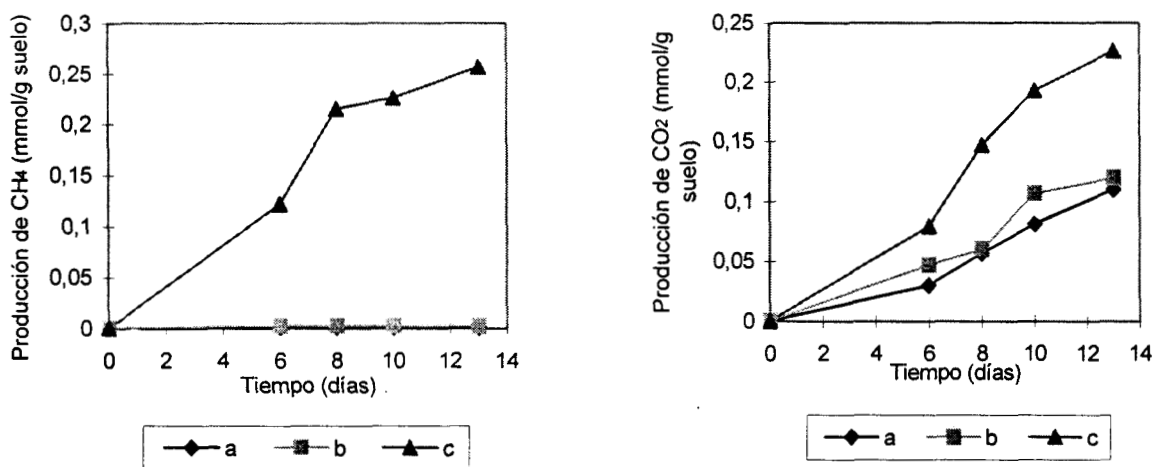 Producción de CH4 (mmol/g suelo)
0,3
0,25
0,2
0,15
0,1
0,05
0
0 2 4 6 8 10 12 14
Tiempo (días)
a b c
Producción de CO2 (mmol/g
suelo)
0,25
0,2
0,15
0,1
0,05
0
0 2 4 6 8 10 12 14
Tiempo (días)
a b c